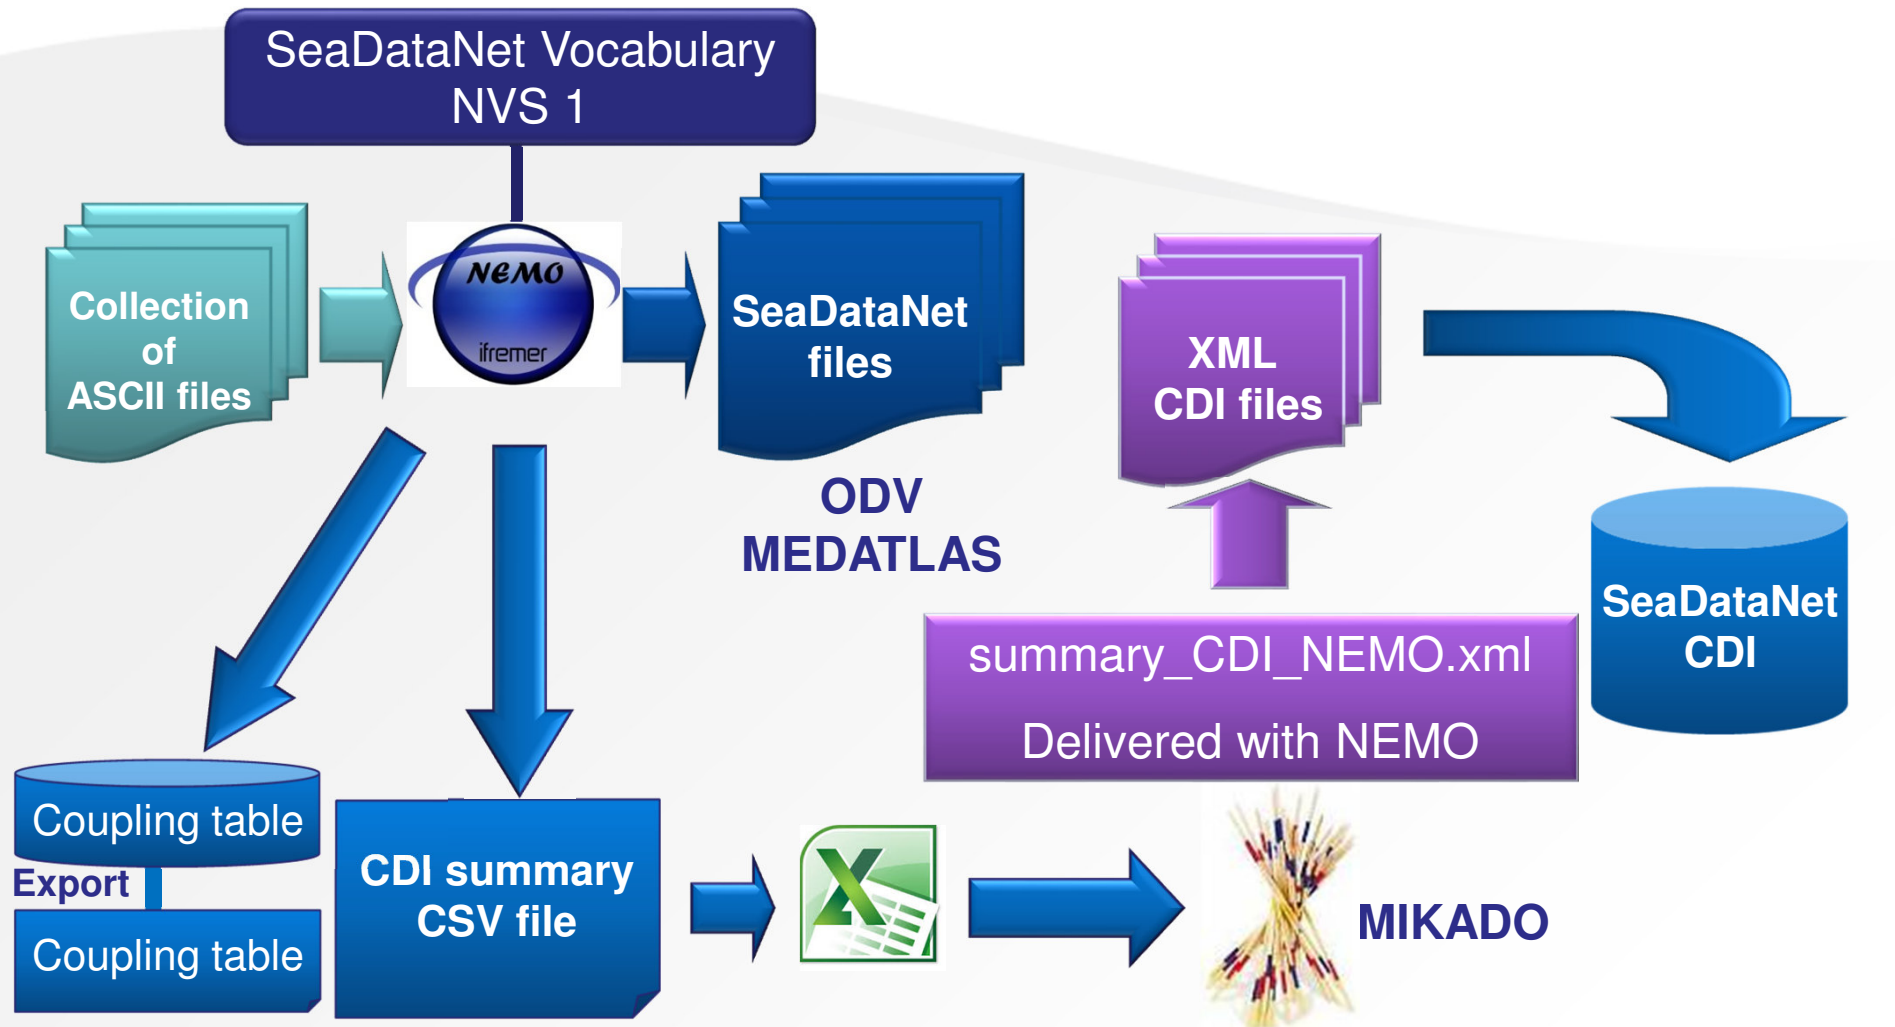 SeaDataNet Vocabulary
NVS 1
Collection
of
ASCII files
NEMO
ifremer
SeaDataNet
files
ODV
MEDATLAS
XML
CDI files
SeaDataNet
CDI
summary_CDI_NEMO.xml
Delivered with NEMO
Coupling table
Export
Coupling table
CDI summary
CSV file
X
MIKADO